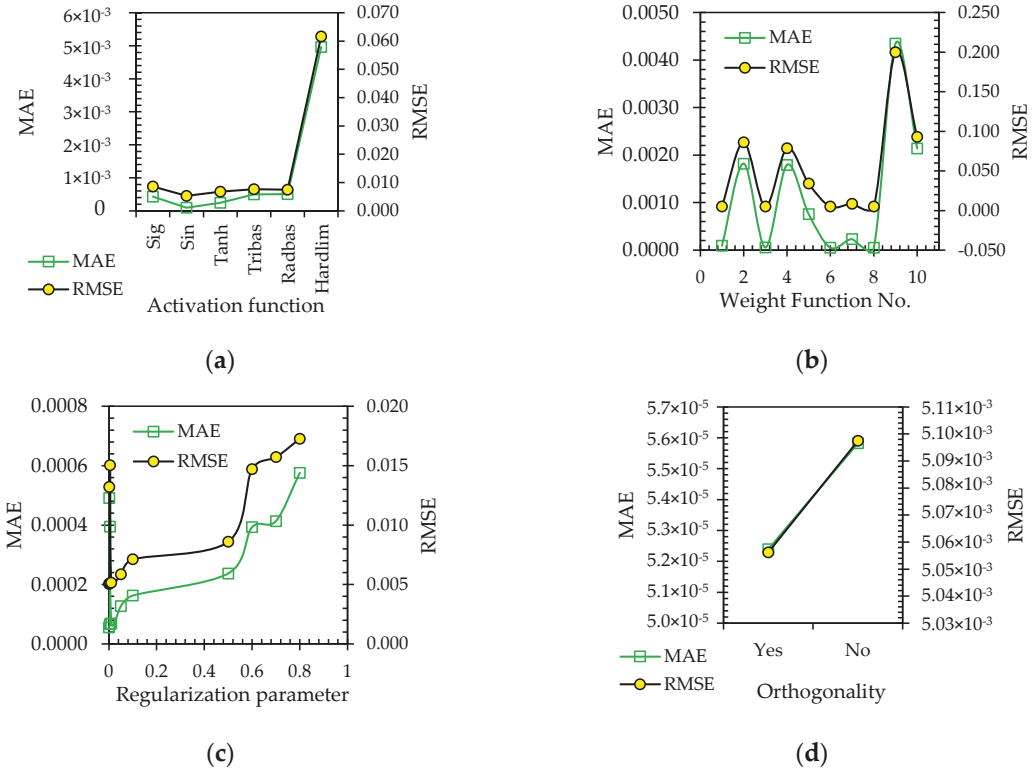 6×10⁻³
5×10⁻³
4×10⁻³
3×10⁻³
2×10⁻³
1×10⁻³
0
MAE
0.070
0.060
0.050
0.040
0.030
0.020
0.010
0.000
RMSE
Sig
Sin
Tanh
Tribas
Radbas
Hardlim
MAE
RMSE
Activation function
(a)
0.0050
0.0040
0.0030
0.0020
0.0010
0.0000
MAE
MAE
RMSE
0.250
0.200
0.150
0.100
0.050
0.000
-0.050
RMSE
0 2 4 6 8 10
Weight Function No.
(b)
0.0008
0.0006
0.0004
0.0002
0.0000
MAE
MAE
RMSE
0.020
0.015
0.010
0.005
0.000
RMSE
0 0.2 0.4 0.6 0.8 1
Regularization parameter
(c)
5.7×10⁻⁵
5.6×10⁻⁵
5.5×10⁻⁵
5.4×10⁻⁵
5.3×10⁻⁵
5.2×10⁻⁵
5.1×10⁻⁵
5.0×10⁻⁵
MAE
5.11×10⁻³
5.10×10⁻³
5.09×10⁻³
5.08×10⁻³
5.07×10⁻³
5.06×10⁻³
5.05×10⁻³
5.04×10⁻³
5.03×10⁻³
RMSE
Yes No
MAE
RMSE
Orthogonality
(d)